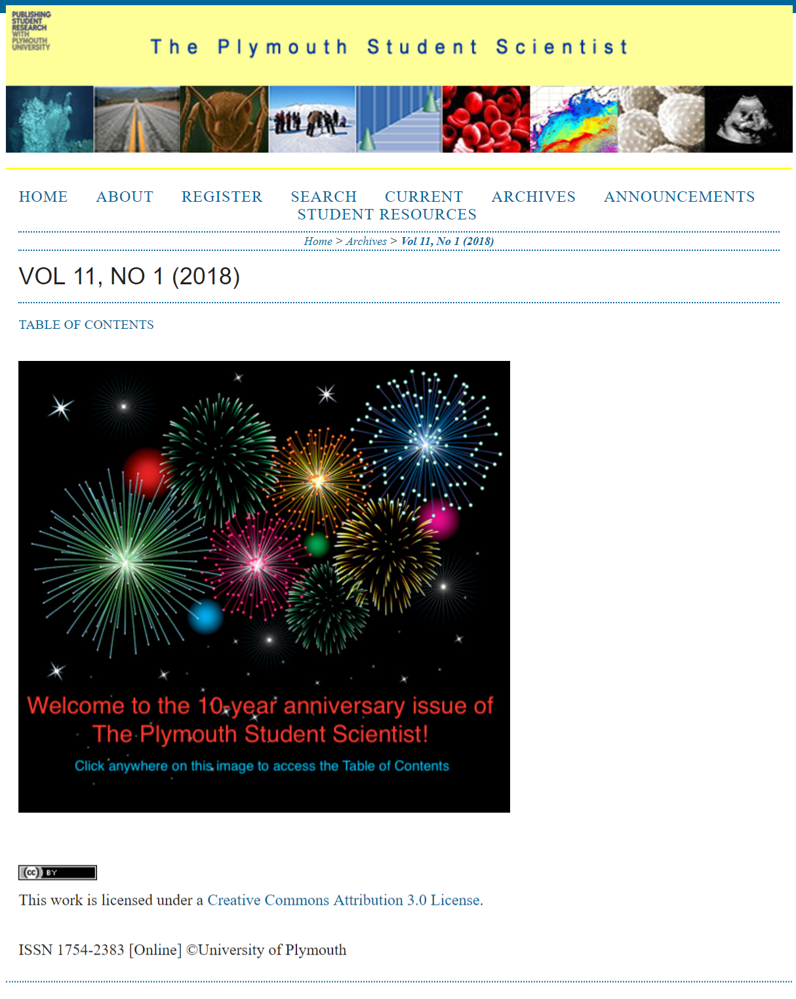 PUBLISHING
STUDENT
RESEARCH
WITH
PLYMOUTH
UNIVERSITY
The Plymouth Student Scientist
HOME ABOUT REGISTER SEARCH CURRENT ARCHIVES ANNOUNCEMENTS
STUDENT RESOURCES
Home > Archives > Vol 11, No 1 (2018)
VOL 11, NO 1 (2018)
TABLE OF CONTENTS
Welcome to the 10-year anniversary issue of
The Plymouth Student Scientist!
Click anywhere on this image to access the Table of Contents
(cc) BY
This work is licensed under a Creative Commons Attribution 3.0 License.
ISSN 1754-2383 [Online] ©University of Plymouth